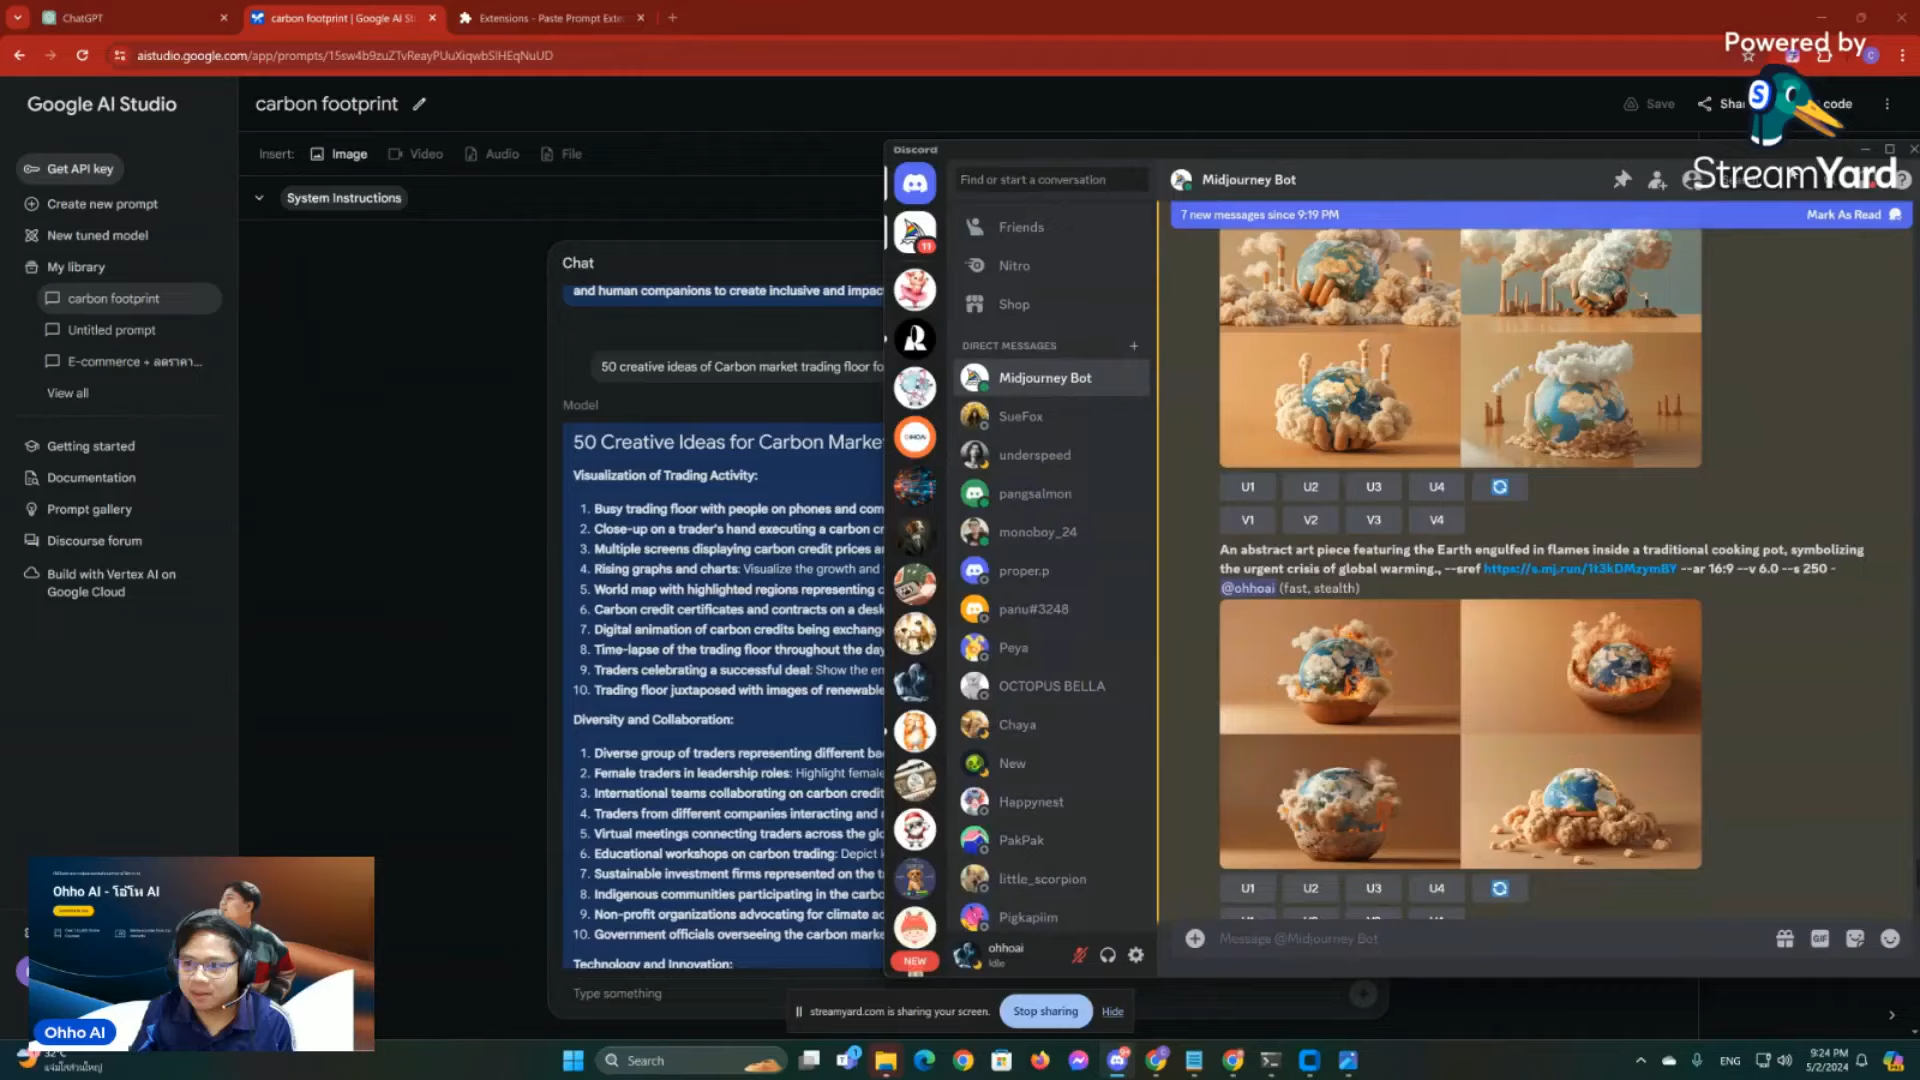 ChatGPT
carbon footprint | Google AI St
Extensions - Paste Prompt Exte
aistudio.google.com/app/prompts/15sw4b9zuZTvReayPUuXiqwbSlHEqNuUD
Powered by
StreamYard
Google AI Studio
carbon footprint
Save
Shar
code
Get API key
Create new prompt
New tuned model
My library
carbon footprint
Untitled prompt
E-commerce + ลดราคา...
View all
Getting started
Documentation
Prompt gallery
Discourse forum
Build with Vertex AI on
Google Cloud
Insert:
Image
Video
Audio
File
System Instructions
Chat
and human companions to create inclusive and impac
50 creative ideas of Carbon market trading floor fo
Model
50 Creative Ideas for Carbon Marke
Visualization of Trading Activity:
1. Busy trading floor with people on phones and com
2. Close-up on a trader's hand executing a carbon cr
3. Multiple screens displaying carbon credit prices a
4. Rising graphs and charts: Visualize the growth and
5. World map with highlighted regions representing c
6. Carbon credit certificates and contracts on a desk
7. Digital animation of carbon credits being exchange
8. Time-lapse of the trading floor throughout the day
9. Traders celebrating a successful deal: Show the en
10. Trading floor juxtaposed with images of renewable
Diversity and Collaboration:
1. Diverse group of traders representing different ba
2. Female traders in leadership roles: Highlight female
3. International teams collaborating on carbon credit
4. Traders from different companies interacting and
5. Virtual meetings connecting traders across the glo
6. Educational workshops on carbon trading: Depict
7. Sustainable investment firms represented on the t
8. Indigenous communities participating in the carbo
9. Non-profit organizations advocating for climate ac
10. Government officials overseeing the carbon marke
Technology and Innovation:
Type something
Discord
11
NEW
Find or start a conversation
Friends
Nitro
Shop
DIRECT MESSAGES
Midjourney Bot
SueFox
underspeed
pangsalmon
monoboy_24
proper.p
panu#3248
Peya
OCTOPUS BELLA
Chaya
New
Happynest
PakPak
little_scorpion
Pigkapiim
ohhoai
Idle
Midjourney Bot
7 new messages since 9:19 PM
Mark As Read
U1 U2 U3 U4
V1 V2 V3 V4
An abstract art piece featuring the Earth engulfed in flames inside a traditional cooking pot, symbolizing
the urgent crisis of global warming., --sref https://s.mj.run/1t3kDMzymBY --ar 16:9 --v 6.0 --s 250 -
@ohhoai (fast, stealth)
U1 U2 U3 U4
Message @Midjourney Bot
GIF
streamyard.com is sharing your screen.
Stop sharing
Hide
Ohho AI - โอ้โห AI
Ohho AI
32°C
Search
ENG
9:24 PM
5/2/2024